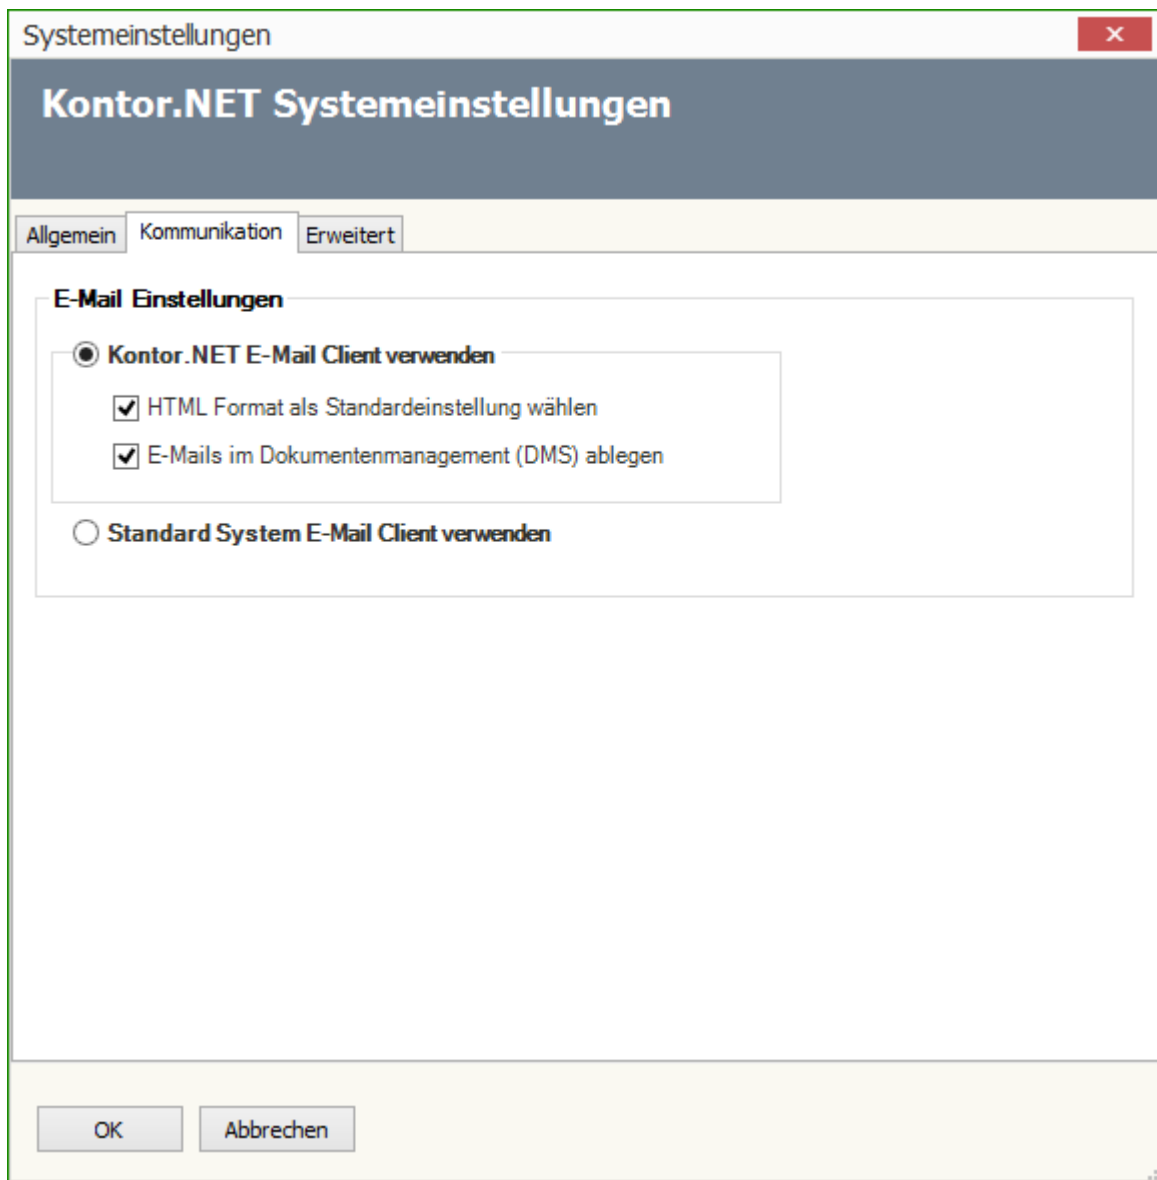 Systemeinstellungen
Kontor.NET Systemeinstellungen
Allgemein Kommunikation Erweitert
E-Mail Einstellungen
Kontor.NET E-Mail Client verwenden
HTML Format als Standardeinstellung wählen
E-Mails im Dokumentenmanagement (DMS) ablegen
Standard System E-Mail Client verwenden
OK Abbrechen